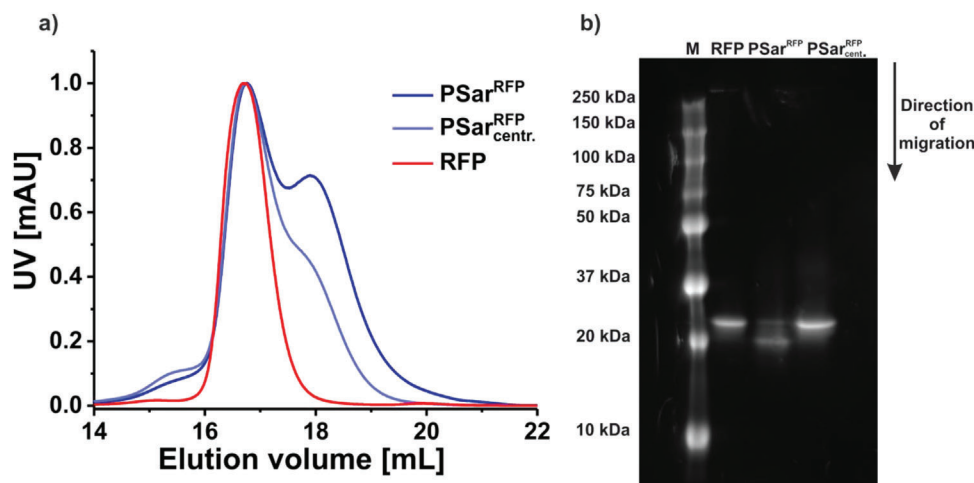 a)
UV [mAU]
1.0
0.8
0.6
0.4
0.2
0.0
14 16 18 20 22
Elution volume [mL]
PSar^RFP
PSar^RFP_centr.
RFP
b)
M RFP PSar^RFP PSar^RFP_cent.
250 kDa
150 kDa
100 kDa
75 kDa
50 kDa
37 kDa
20 kDa
10 kDa
Direction
of
migration